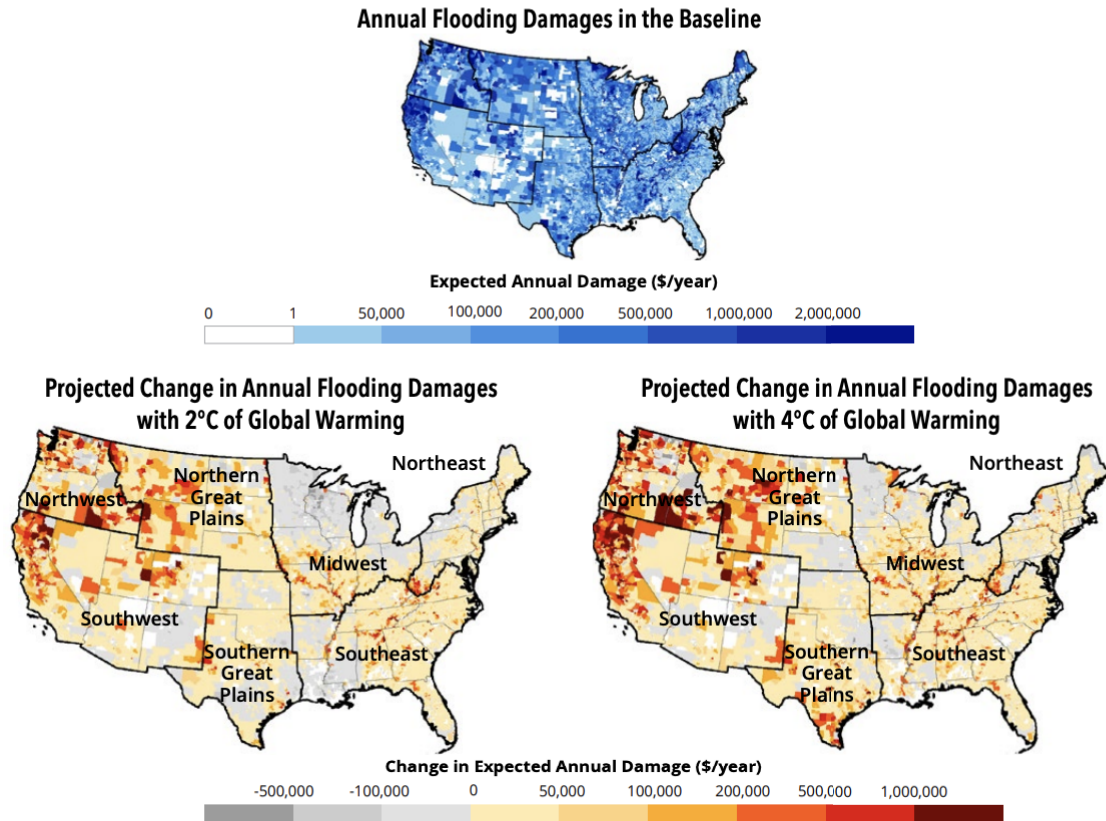 Annual Flooding Damages in the Baseline
Expected Annual Damage ($/year)
0 1 50,000 100,000 200,000 500,000 1,000,000 2,000,000
Projected Change in Annual Flooding Damages
with 2ºC of Global Warming
Northeast
Northern
Great
Plains
Northwest
Midwest
Southwest
Southern
Great
Plains
Southeast
Projected Change in Annual Flooding Damages
with 4ºC of Global Warming
Northeast
Northern
Great
Plains
Northwest
Midwest
Southwest
Southern
Great
Plains
Southeast
Change in Expected Annual Damage ($/year)
-500,000 -100,000 0 50,000 100,000 200,000 500,000 1,000,000